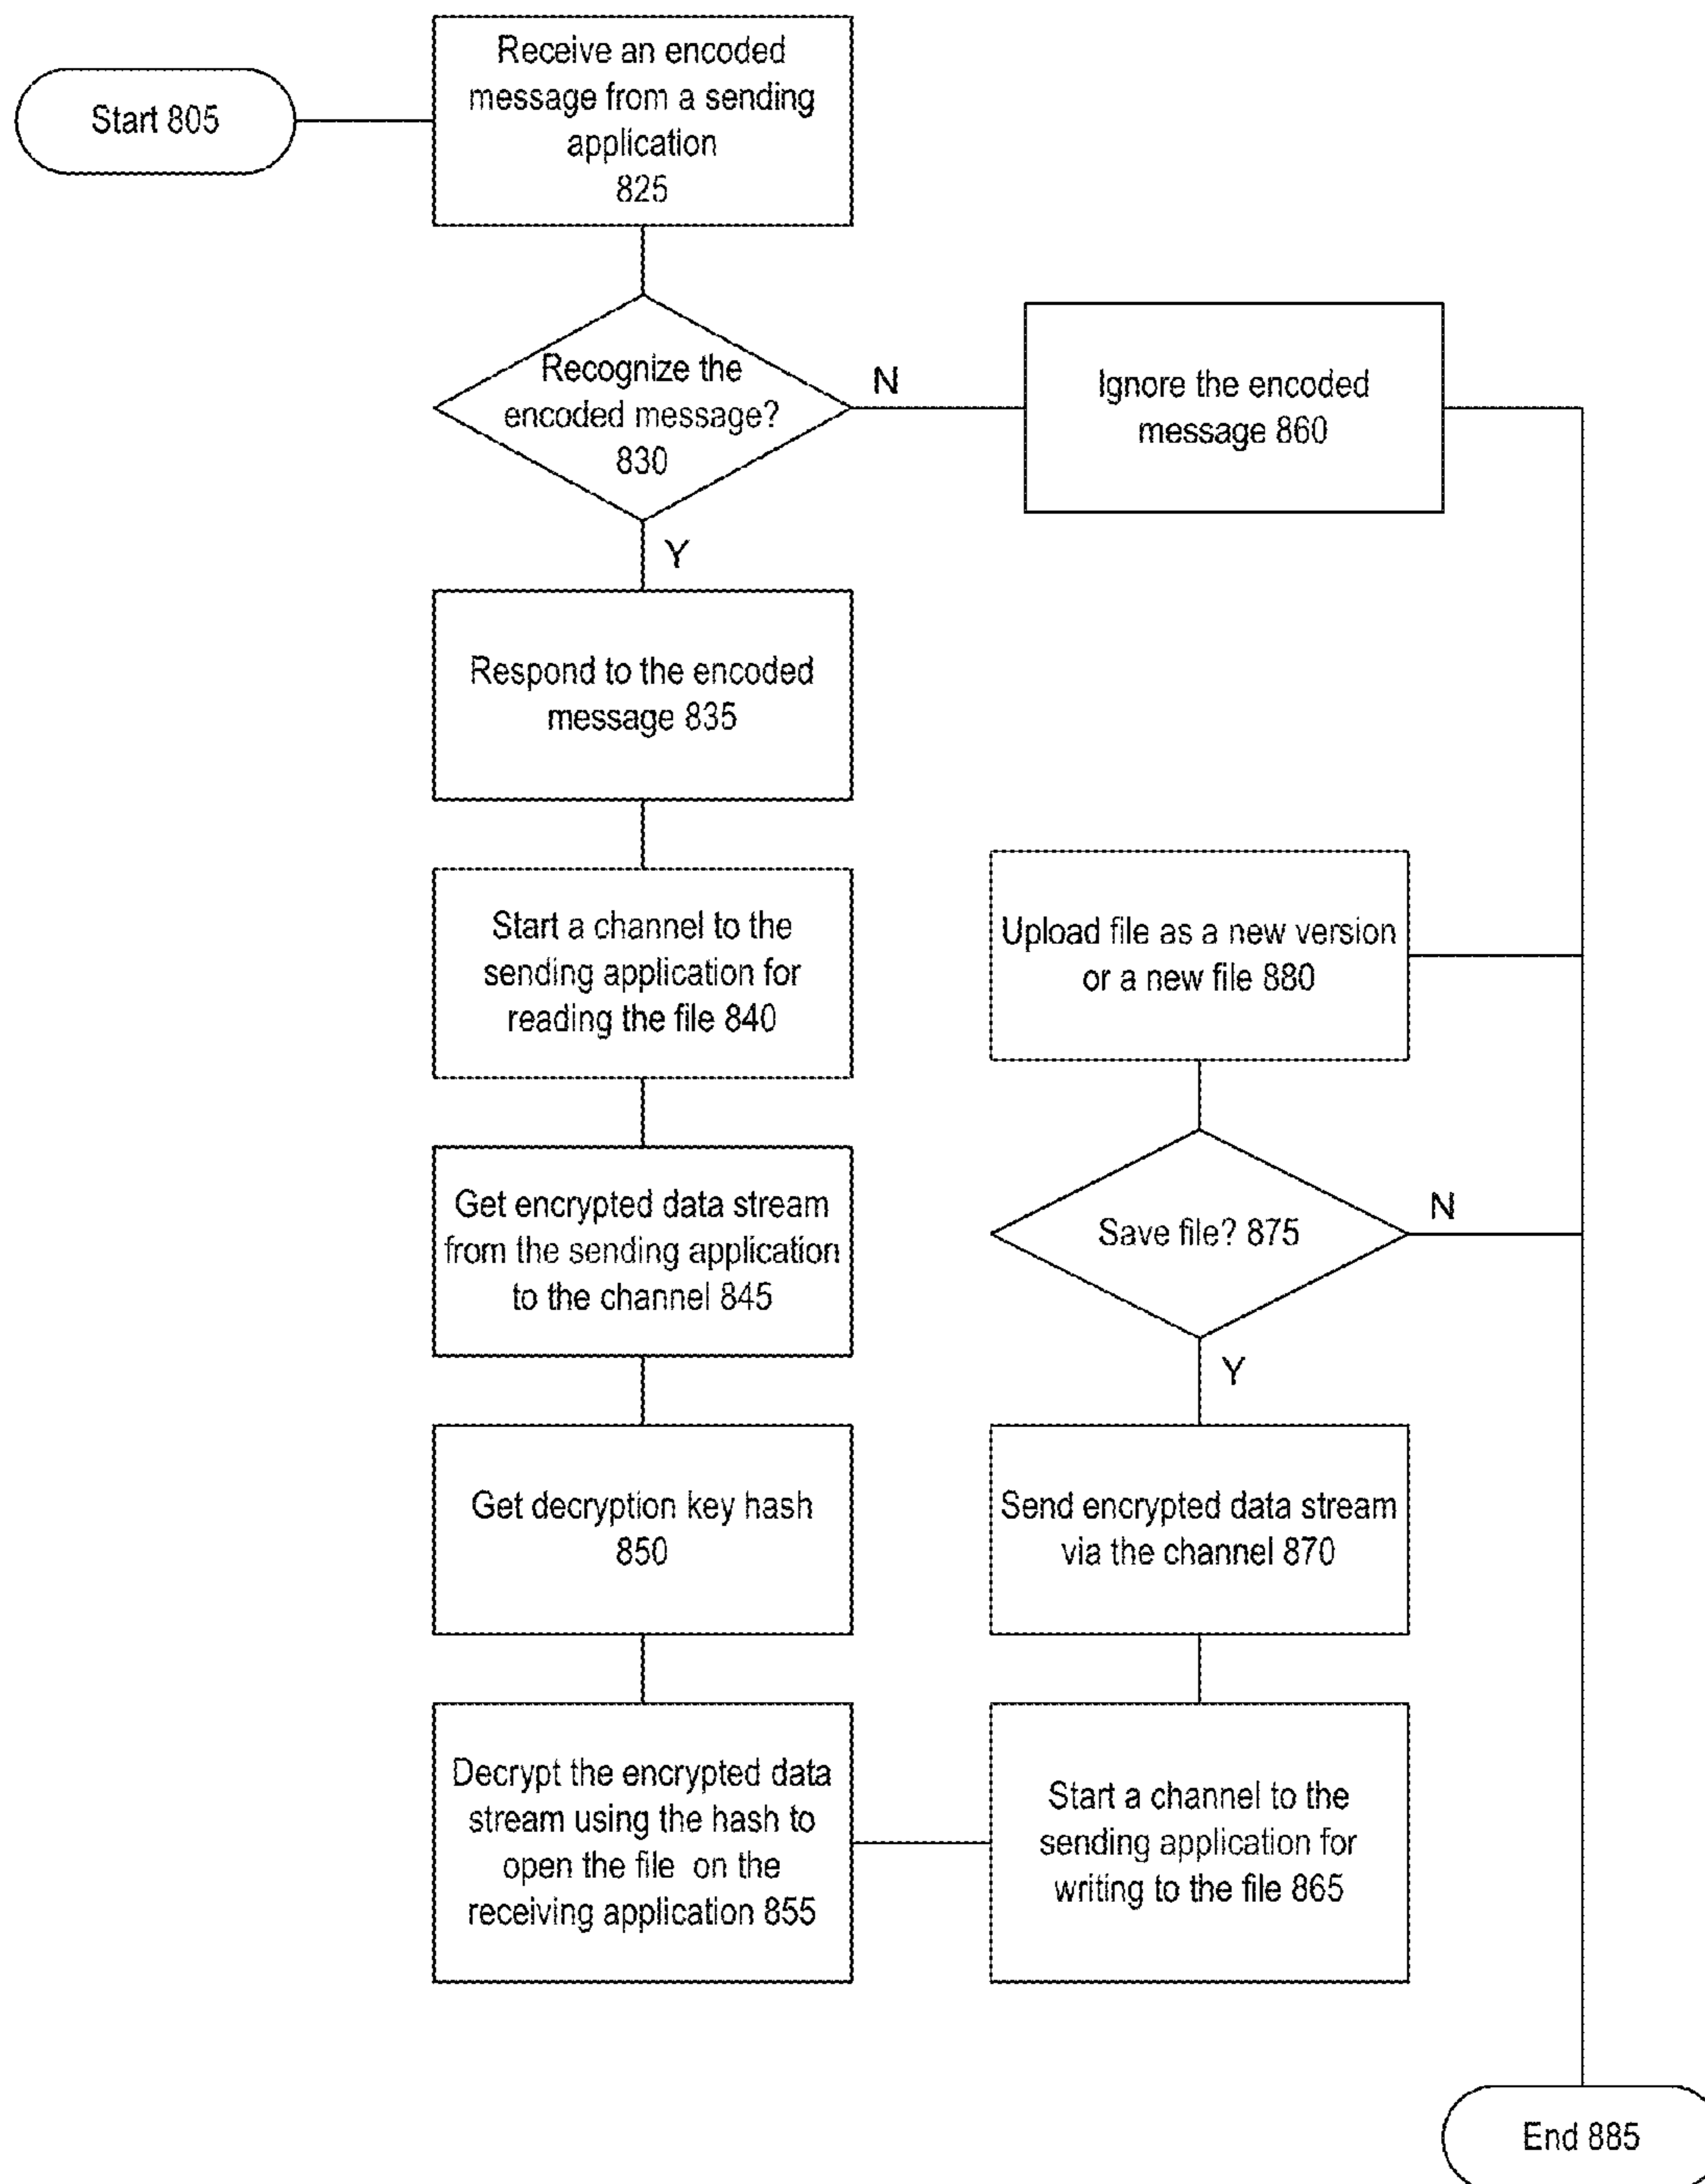 Start 805
Receive an encoded
message from a sending
application
825
Recognize the
encoded message?
830
N
Ignore the encoded
message 860
Y
Respond to the encoded
message 835
Start a channel to the
sending application for
reading the file 840
Get encrypted data stream
from the sending application
to the channel 845
Get decryption key hash
850
Decrypt the encrypted data
stream using the hash to
open the file on the
receiving application 855
Upload file as a new version
or a new file 880
Save file? 875
N
Y
Send encrypted data stream
via the channel 870
Start a channel to the
sending application for
writing to the file 865
End 885